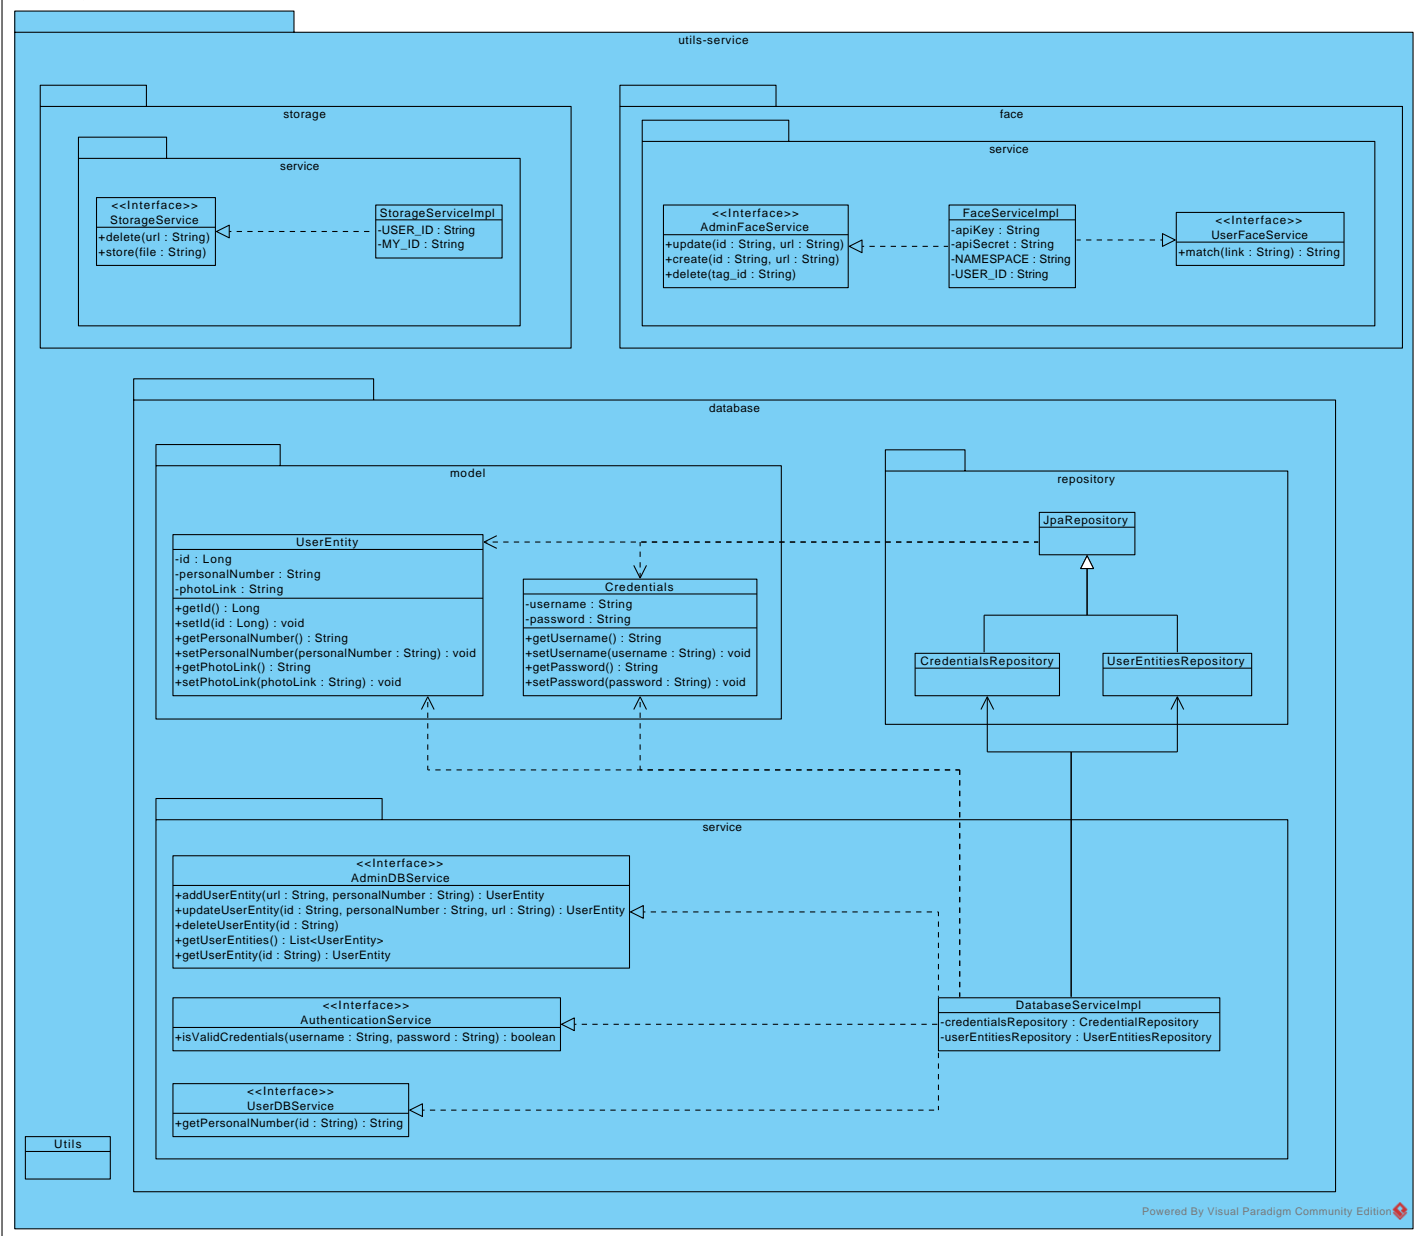 utils-service
storage
service
<<Interface>>
StorageService
+delete(url : String)
+store(file : String)
StorageServiceImpl
-USER_ID : String
-MY_ID : String
face
service
<<Interface>>
AdminFaceService
+update(id : String, url : String)
+create(id : String, url : String)
+delete(tag_id : String)
FaceServiceImpl
-apiKey : String
-apiSecret : String
-NAMESPACE : String
-USER_ID : String
<<Interface>>
UserFaceService
+match(link : String) : String
database
model
UserEntity
-id : Long
-personalNumber : String
-photoLink : String
+getId() : Long
+setId(id : Long) : void
+getPersonalNumber() : String
+setPersonalNumber(personalNumber : String) : void
+getPhotoLink() : String
+setPhotoLink(photoLink : String) : void
Credentials
-username : String
-password : String
+getUsername() : String
+setUsername(username : String) : void
+getPassword() : String
+setPassword(password : String) : void
repository
JpaRepository
CredentialsRepository
UserEntitiesRepository
service
<<Interface>>
AdminDBService
+addUserEntity(url : String, personalNumber : String) : UserEntity
+updateUserEntity(id : String, personalNumber : String, url : String) : UserEntity
+deleteUserEntity(id : String)
+getUserEntities() : List<UserEntity>
+getUserEntity(id : String) : UserEntity
<<Interface>>
AuthenticationService
+isValidCredentials(username : String, password : String) : boolean
DatabaseServiceImpl
-credentialsRepository : CredentialRepository
-userEntitiesRepository : UserEntitiesRepository
<<Interface>>
UserDBService
+getPersonalNumber(id : String) : String
Utils
Powered By Visual Paradigm Community Edition